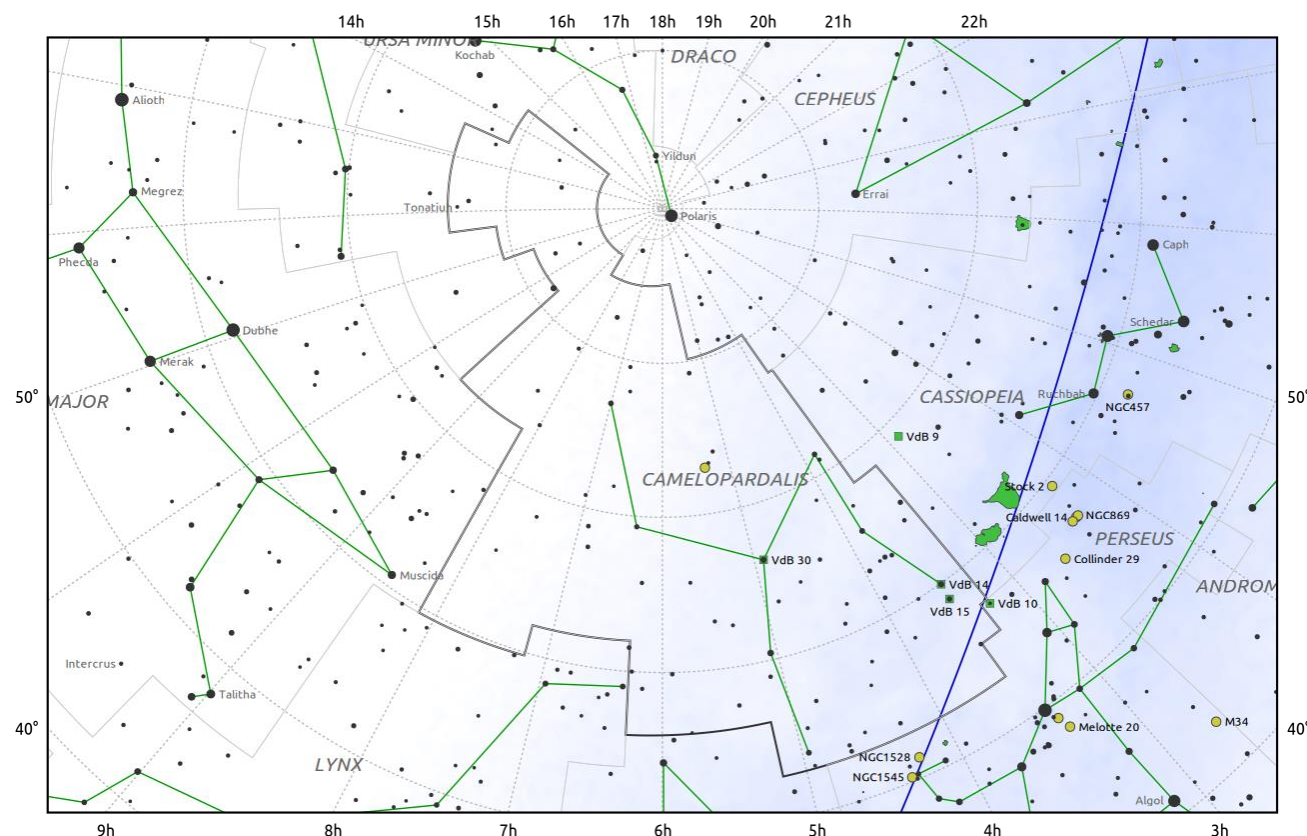 14h 15h 16h 17h 18h 19h 20h 21h 22h
URSA MINOR
Kochab
DRACO
Alioth
CEPHEUS
Yildun
Megrez
Errai
Tonatiuh
Polaris
Caph
Phecda
Schedar
Dubhe
Merak
50°
MAJOR
CASSIOPEIA
Ruchbah
50°
NGC457
VdB 9
CAMELOPARDALIS
Stock 2
Caldwell 14
NGC869
PERSEUS
VdB 30
Collinder 29
Muscida
VdB 14
ANDROM
VdB 15
VdB 10
Intercrus
Talitha
40°
Melotte 20
M34
40°
LYNX
NGC1528
NGC1545
Algol
9h 8h 7h 6h 5h 4h 3h